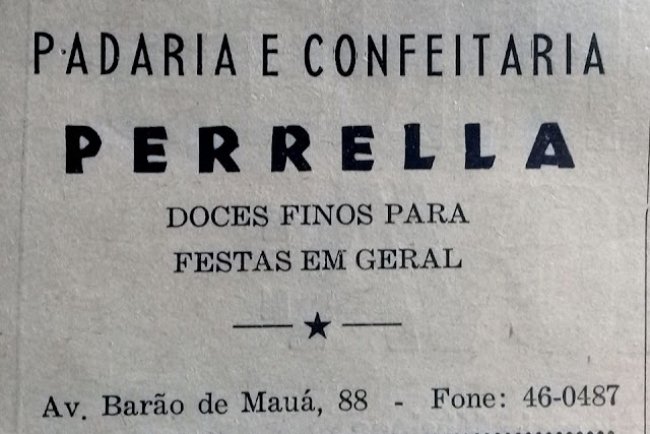 PADARIA E CONFEITARIA
PERRELLA
DOCES FINOS PARA
FESTAS EM GERAL
— ★ —
Av. Barão de Mauá, 88 - Fone: 46-0487